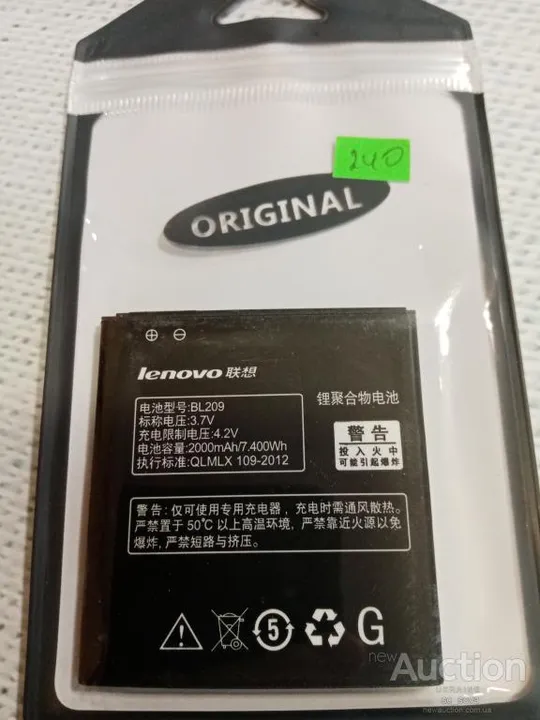 240
ORIGINAL
lenovo 联想
电池型号:BL209
标称电压:3.7V
充电限制电压:4.2V
电池容量:2000mAh/7.400Wh
执行标准:QLMLX 109-2012
锂聚合物电池
警告
投入火中
可能引起爆炸
警告:仅可使用专用充电器，充电时需通风散热。
严禁置于50℃以上高温环境，严禁靠近火源以免
爆炸，严禁短路与挤压。
5
G
new Auction
newauction.com.ua